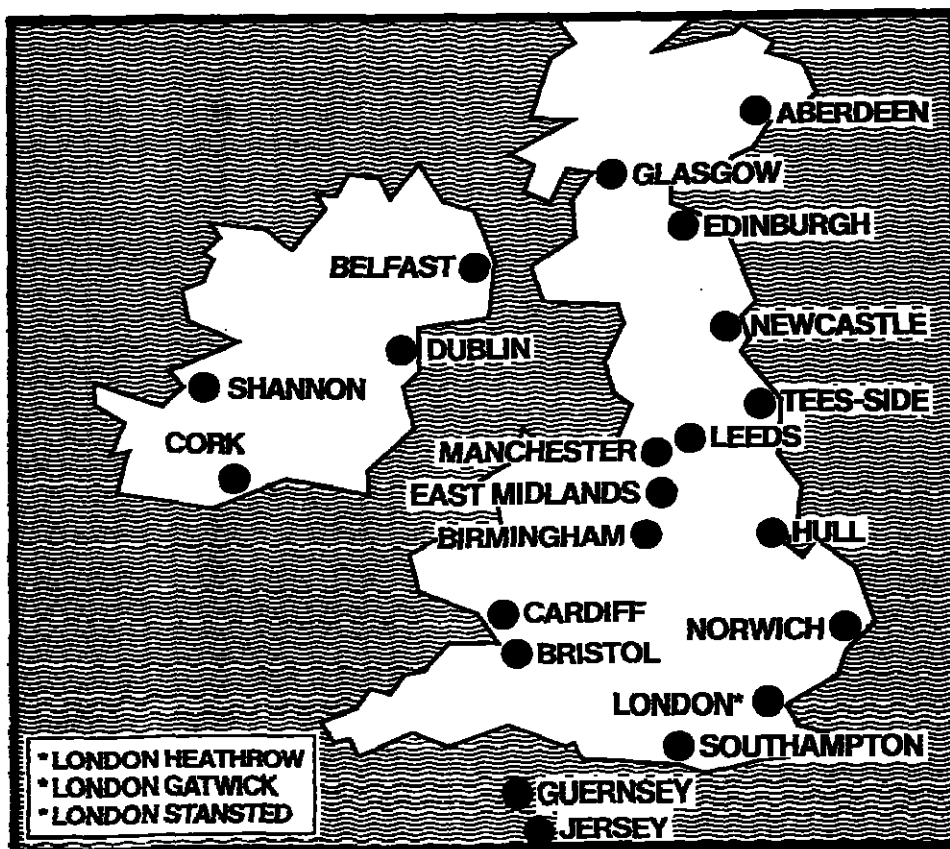 ABERDEEN
GLASGOW
EDINBURGH
BELFAST
NEWCASTLE
DUBLIN
SHANNON
TEES-SIDE
LEEDS
CORK
MANCHESTER
EAST MIDLANDS
BIRMINGHAM
HULL
CARDIFF
NORWICH
BRISTOL
LONDON*
SOUTHAMPTON
*LONDON HEATHROW
*LONDON GATWICK
*LONDON STANSTED
GUERNSEY
JERSEY